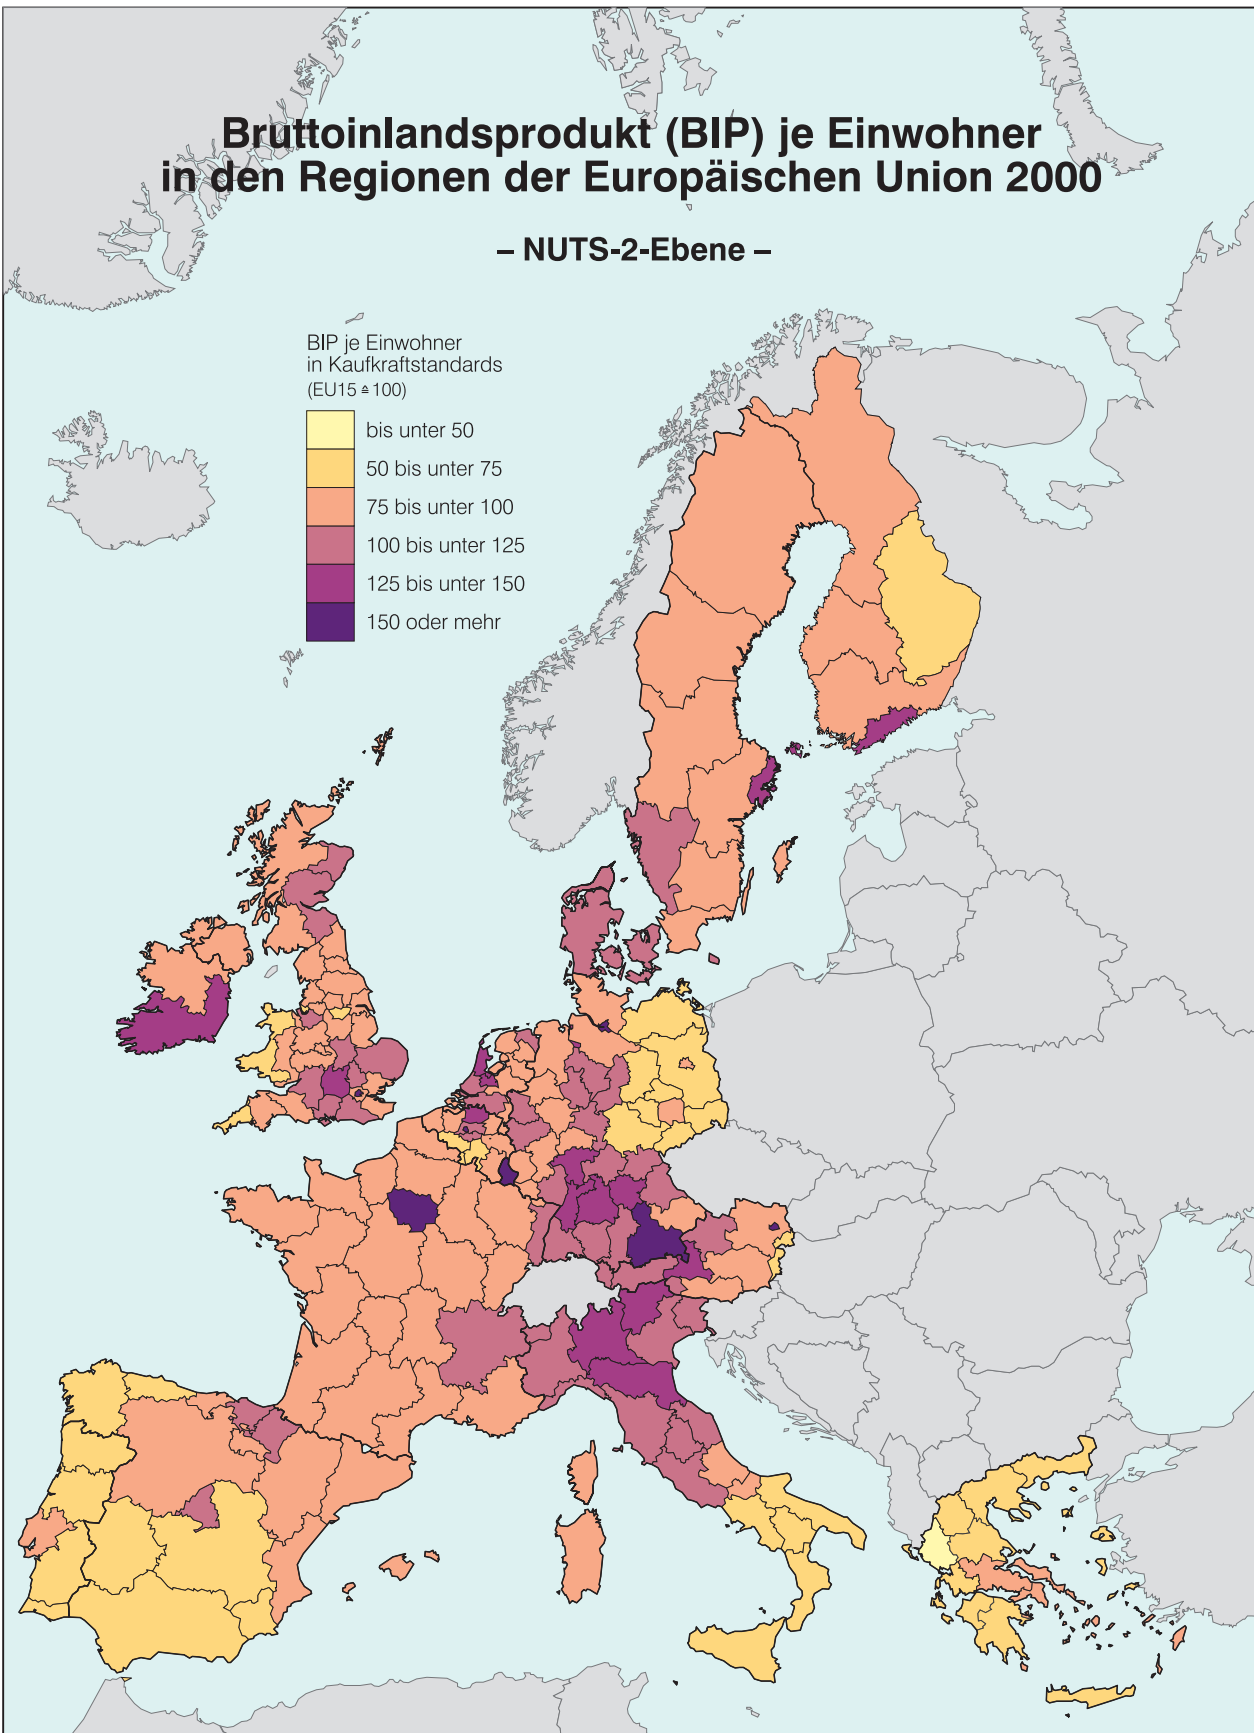 Bruttoinlandsprodukt (BIP) je Einwohner
in den Regionen der Europäischen Union 2000
– NUTS-2-Ebene –
BIP je Einwohner
in Kaufkraftstandards
(EU15 ≙ 100)
bis unter 50
50 bis unter 75
75 bis unter 100
100 bis unter 125
125 bis unter 150
150 oder mehr